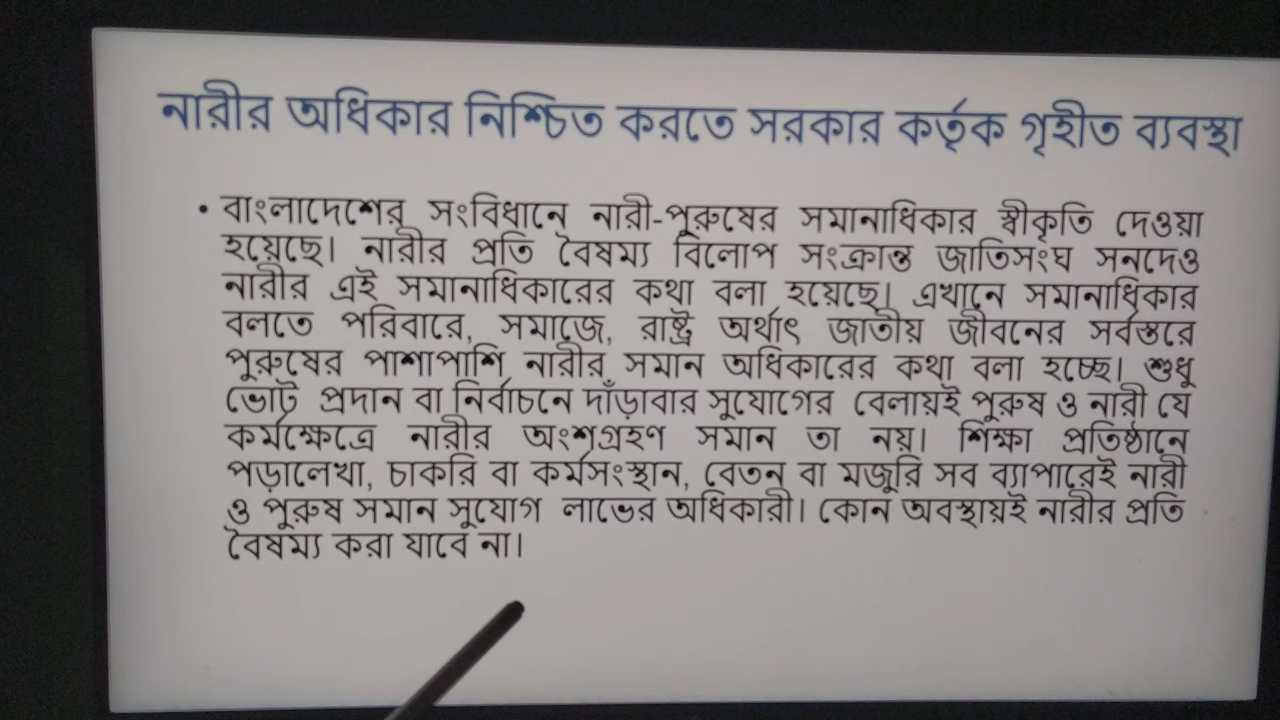 নারীর অধিকার নিশ্চিত করতে সরকার কর্তৃক গৃহীত ব্যবস্থা
• বাংলাদেশের সংবিধানে নারী-পুরুষের সমানাধিকার স্বীকৃতি দেওয়া
হয়েছে। নারীর প্রতি বৈষম্য বিলোপ সংক্রান্ত জাতিসংঘ সনদেও
নারীর এই সমানাধিকারের কথা বলা হয়েছে। এখানে সমানাধিকার
বলতে পরিবারে, সমাজে, রাষ্ট্র অর্থাৎ জাতীয় জীবনের সর্বস্তরে
পুরুষের পাশাপাশি নারীর সমান অধিকারের কথা বলা হচ্ছে। শুধু
ভোট প্রদান বা নির্বাচনে দাঁড়াবার সুযোগের বেলায়ই পুরুষ ও নারী যে
কর্মক্ষেত্রে নারীর অংশগ্রহণ সমান তা নয়। শিক্ষা প্রতিষ্ঠানে
পড়ালেখা, চাকরি বা কর্মসংস্থান, বেতন বা মজুরি সব ব্যাপারেই নারী
ও পুরুষ সমান সুযোগ লাভের অধিকারী। কোন অবস্থায়ই নারীর প্রতি
বৈষম্য করা যাবে না।